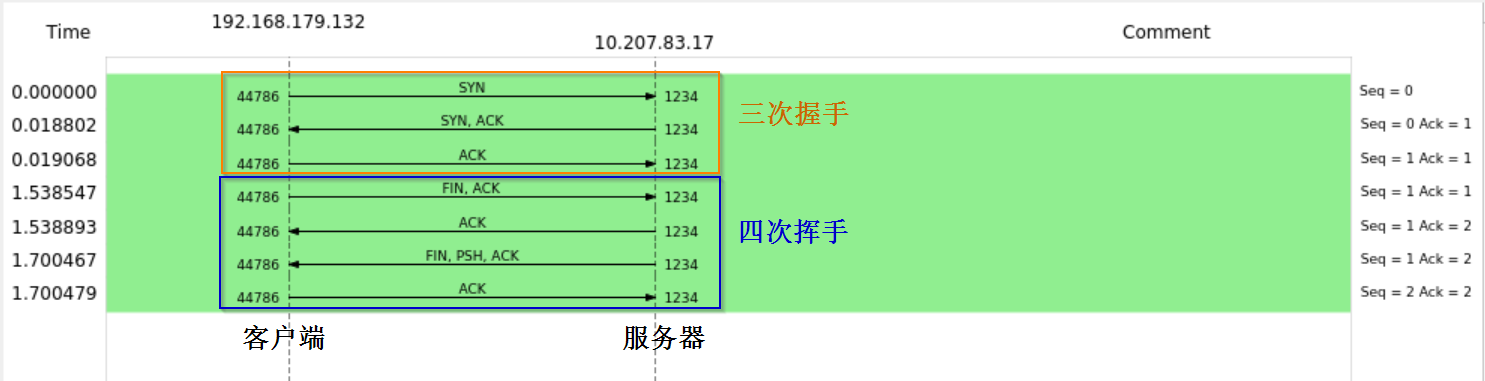 192.168.179.132
Time 10.207.83.17 Comment
0.000000 44786 SYN 1234 Seq = 0
三次握手
0.018802 44786 SYN, ACK 1234 Seq = 0 Ack = 1
0.019068 44786 ACK 1234 Seq = 1 Ack = 1
1.538547 44786 FIN, ACK 1234 Seq = 1 Ack = 1
1.538893 44786 ACK 1234 四次挥手 Seq = 1 Ack = 2
1.700467 44786 FIN, PSH, ACK 1234 Seq = 1 Ack = 2
1.700479 44786 ACK 1234 Seq = 2 Ack = 2
客户端 服务器